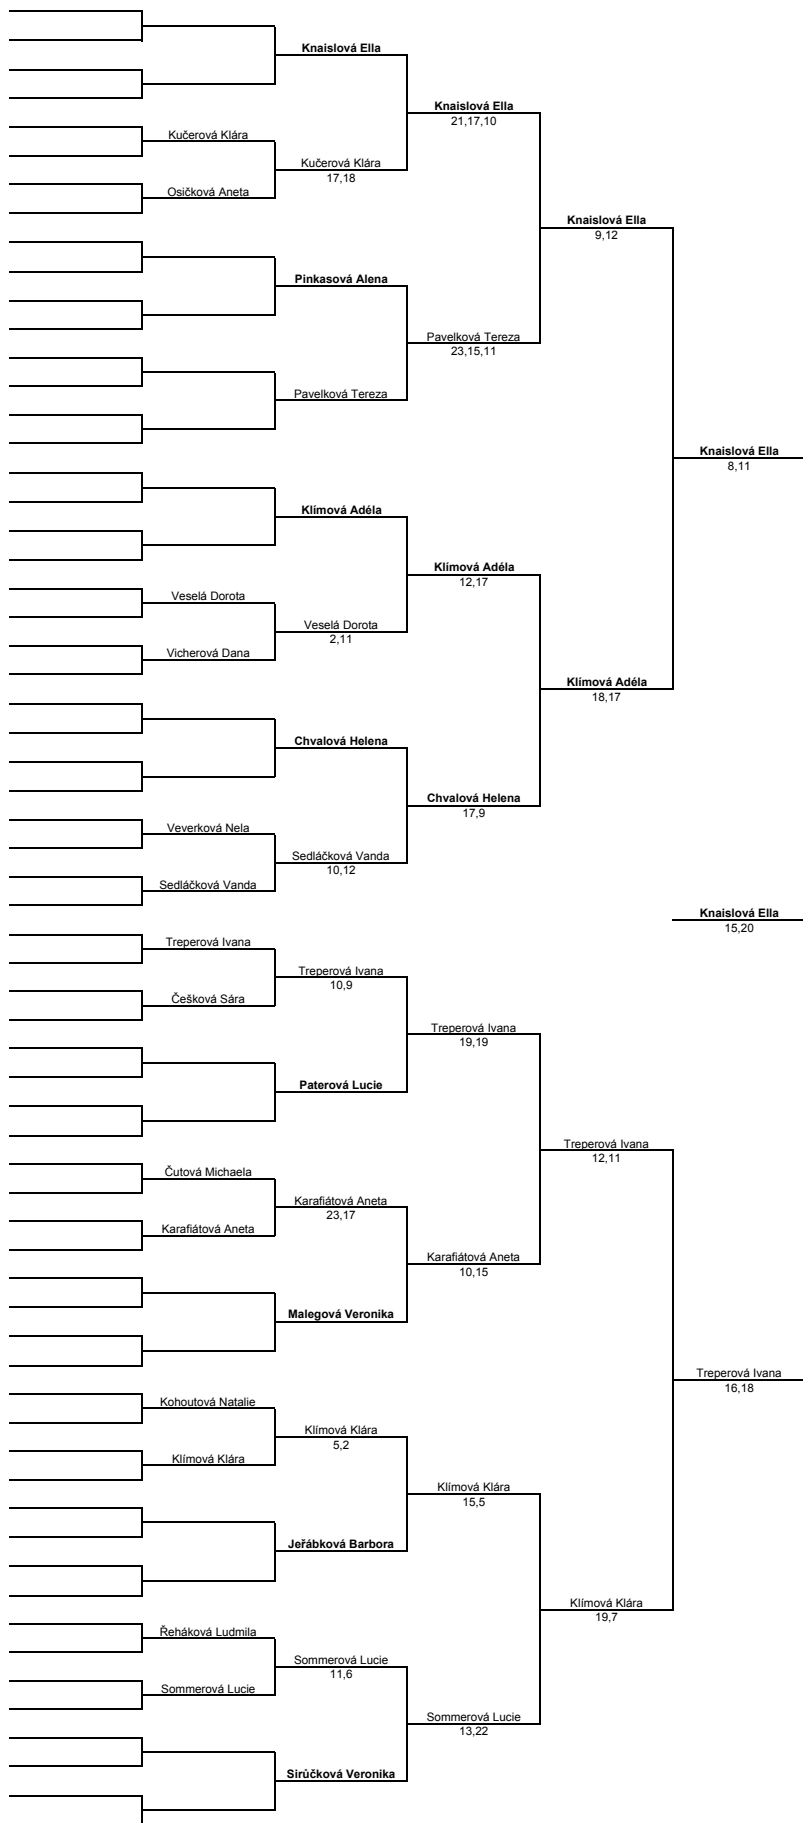 Knaislová Ella
Knaislová Ella
21,17,10
Kučerová Klára
Kučerová Klára
17,18
Osičková Aneta
Knaislová Ella
9,12
Pinkasová Alena
Pavelková Tereza
23,15,11
Pavelková Tereza
Knaislová Ella
8,11
Klímová Adéla
Klímová Adéla
12,17
Veselá Dorota
Veselá Dorota
2,11
Vicherová Dana
Klímová Adéla
18,17
Chvalová Helena
Chvalová Helena
17,9
Veverková Nela
Sedláčková Vanda
10,12
Sedláčková Vanda
Knaislová Ella
15,20
Treperová Ivana
Treperová Ivana
10,9
Češková Sára
Treperová Ivana
19,19
Paterová Lucie
Treperová Ivana
12,11
Čutová Michaela
Karafiátová Aneta
23,17
Karafiátová Aneta
Karafiátová Aneta
10,15
Malegová Veronika
Treperová Ivana
16,18
Kohoutová Natalie
Klímová Klára
5,2
Klímová Klára
Klímová Klára
15,5
Jeřábková Barbora
Klímová Klára
19,7
Řeháková Ludmila
Sommerová Lucie
11,6
Sommerová Lucie
Sommerová Lucie
13,22
Sirůčková Veronika